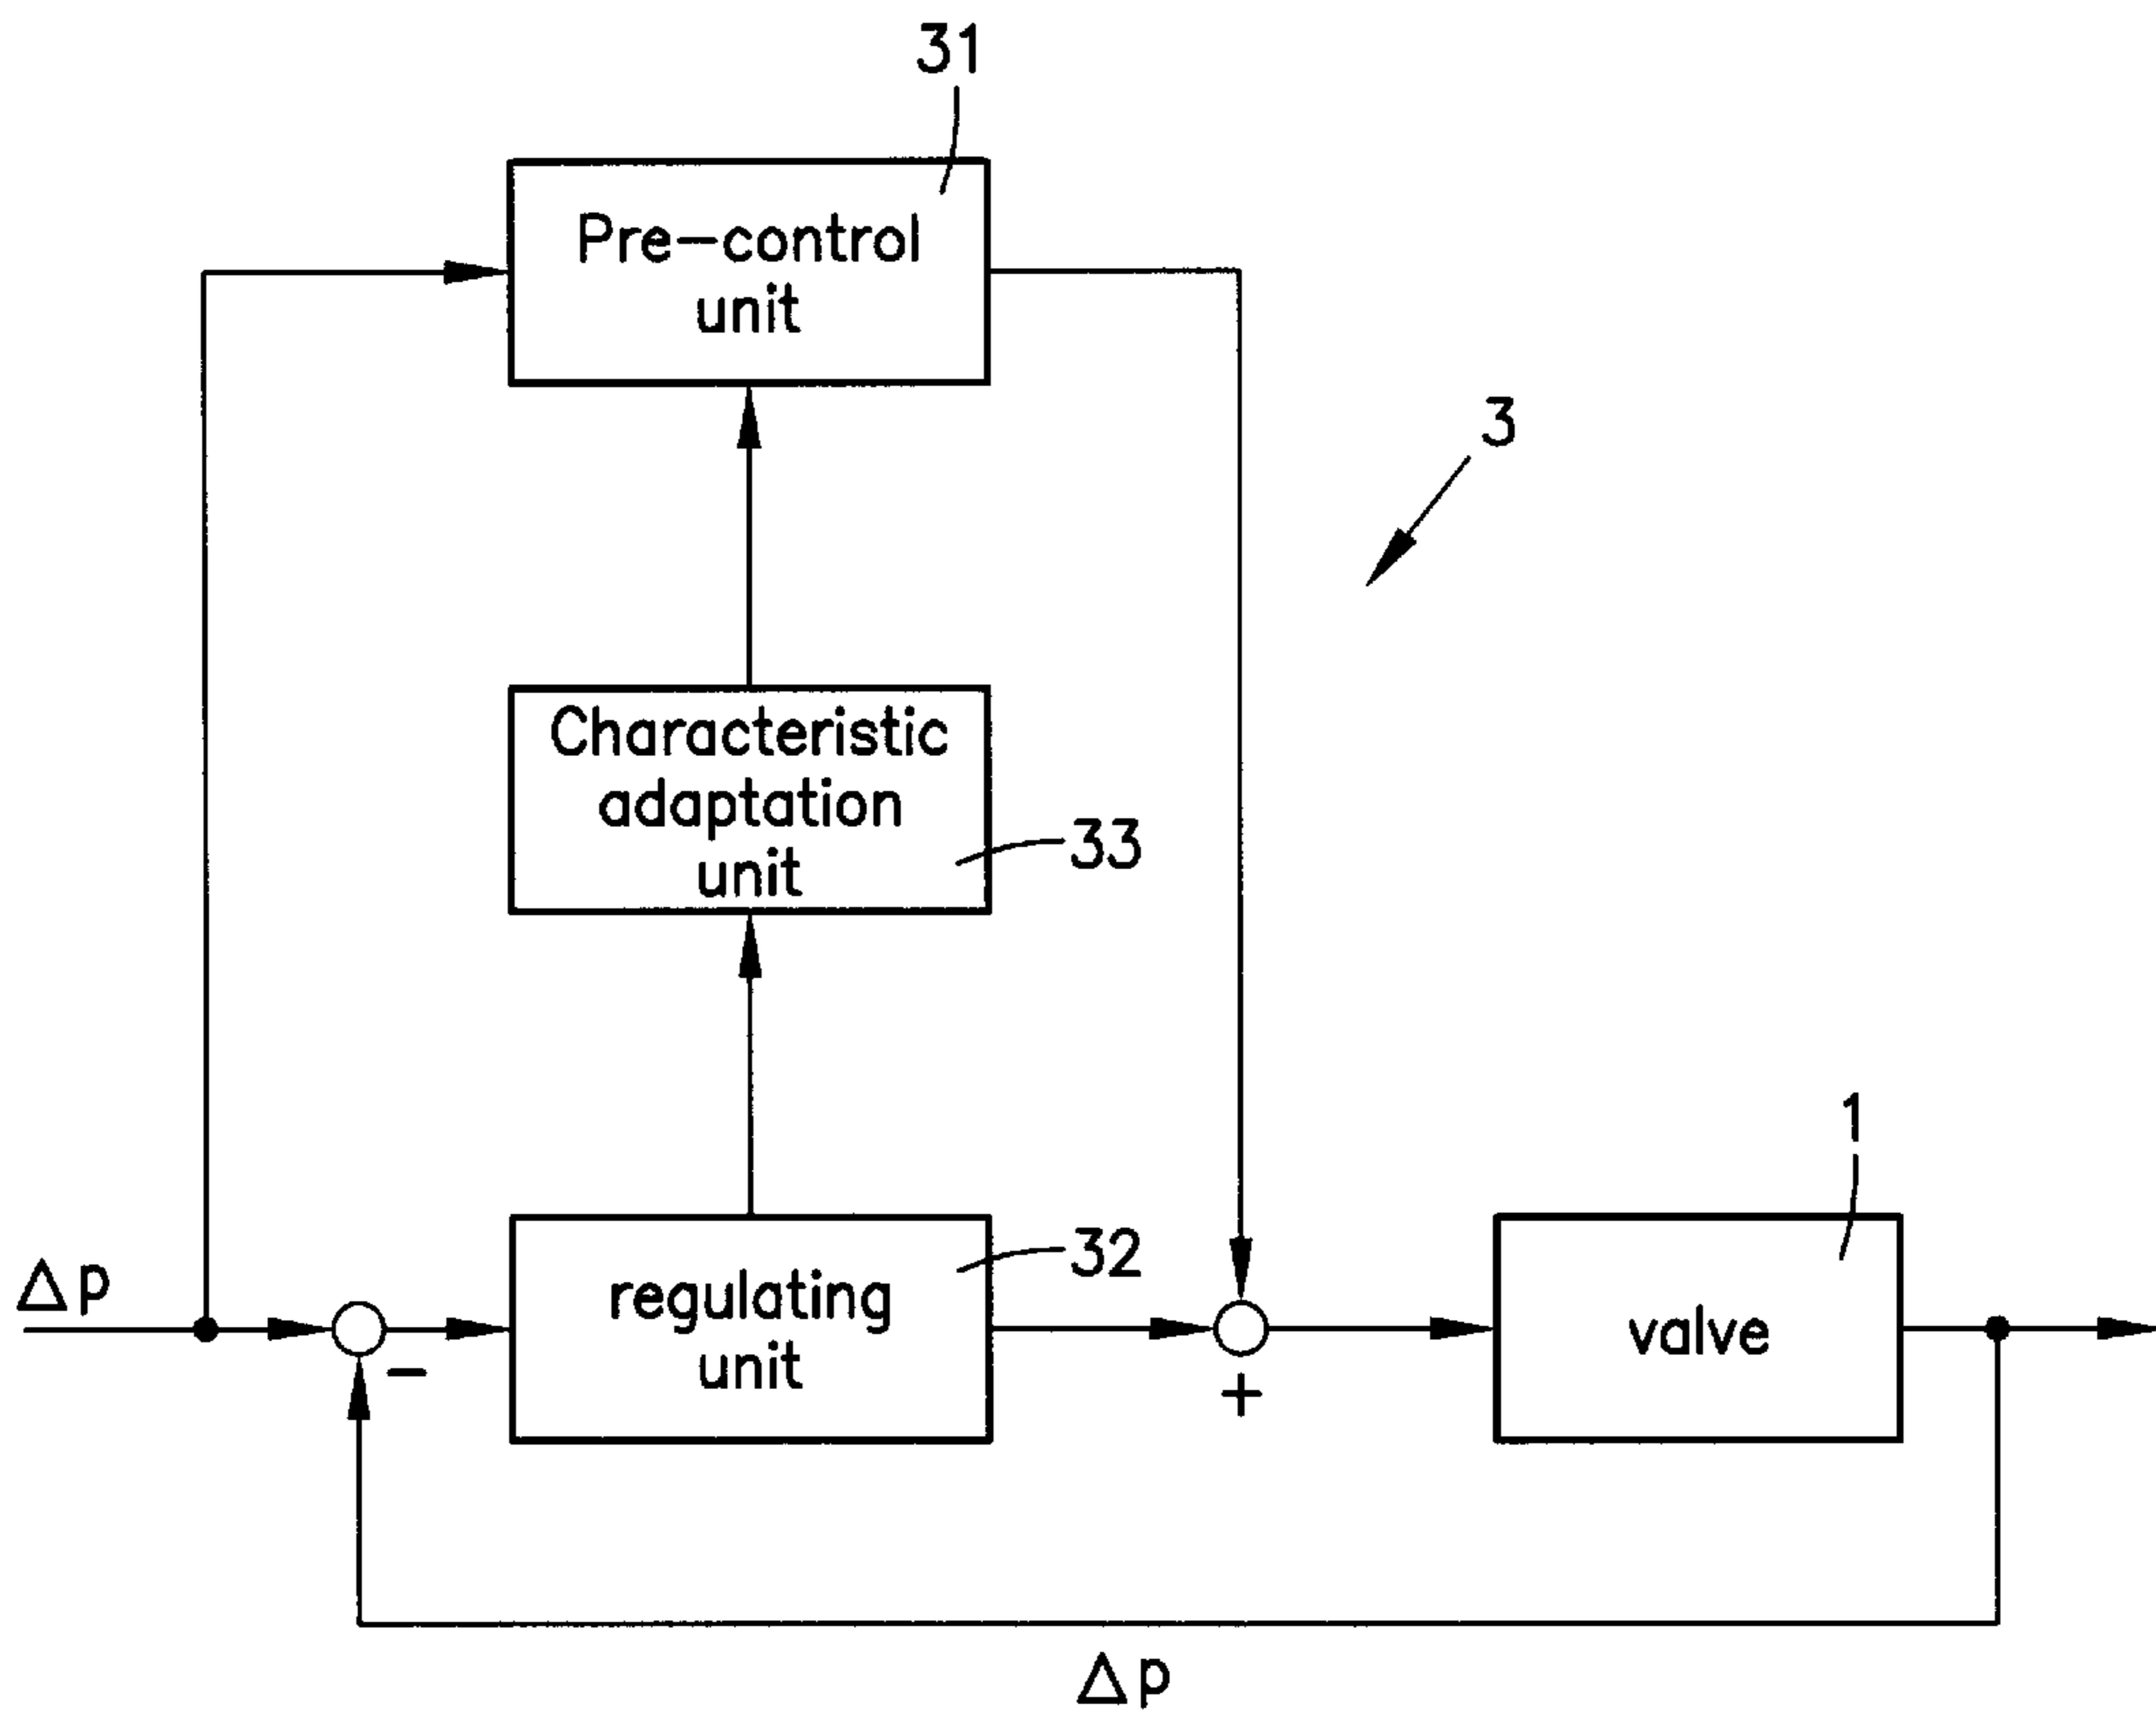 31
Pre-control
unit
3
Characteristic
adaptation
unit
33
1
Δp
regulating
unit
32
valve
-
+
Δp